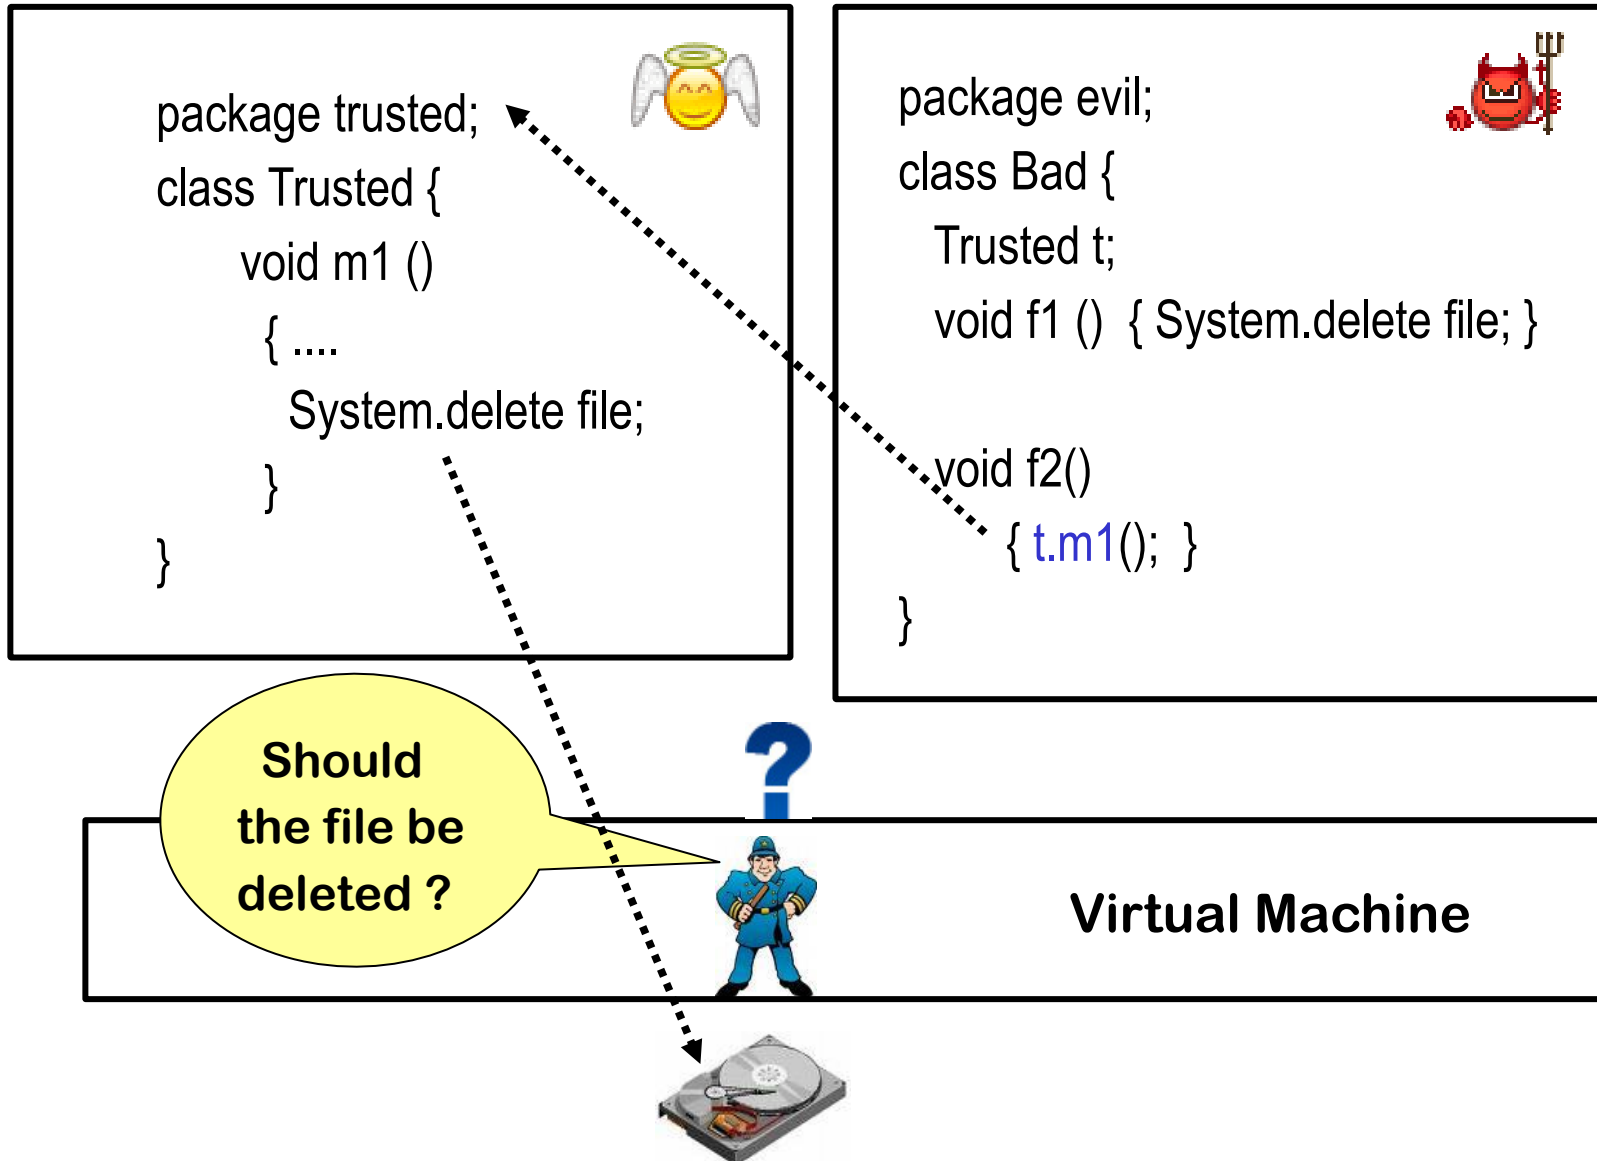 package trusted;
class Trusted {
void m1 ()
{ ....
System.delete file;
}
}
package evil;
class Bad {
Trusted t;
void f1 () { System.delete file; }
void f2()
{ t.m1(); }
}
?
Should
the file be
deleted ?
Virtual Machine